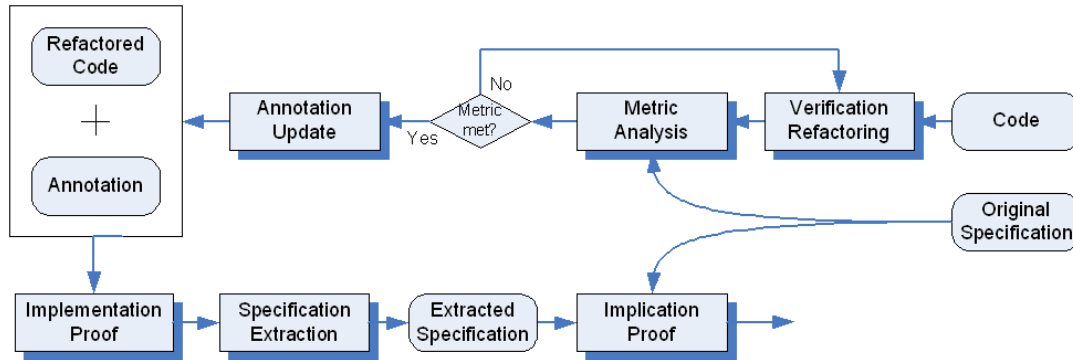 Refactored
Code
+
Annotation
Annotation
Update
Metric
met?
No
Yes
Metric
Analysis
Verification
Refactoring
Code
Original
Specification
Implementation
Proof
Specification
Extraction
Extracted
Specification
Implication
Proof